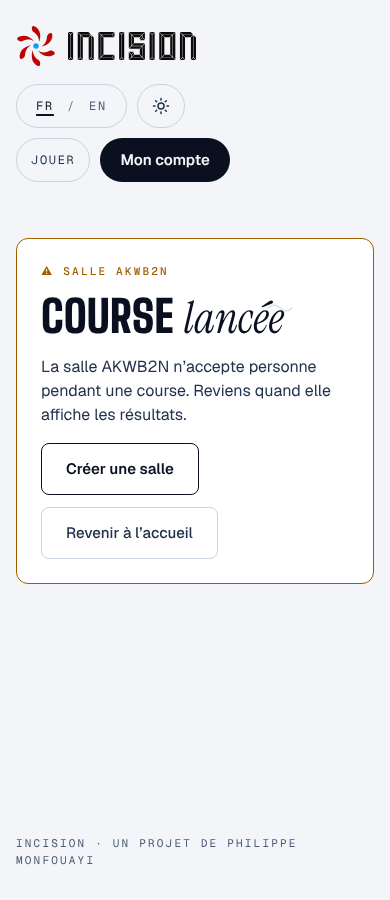 INCISION
FR / EN
JOUER
Mon compte
⚠ SALLE AKWB2N
COURSE lancée
La salle AKWB2N n’accepte personne
pendant une course. Reviens quand elle
affiche les résultats.
Créer une salle
Revenir à l’accueil
INCISION · UN PROJET DE PHILIPPE
MONFOUAYI